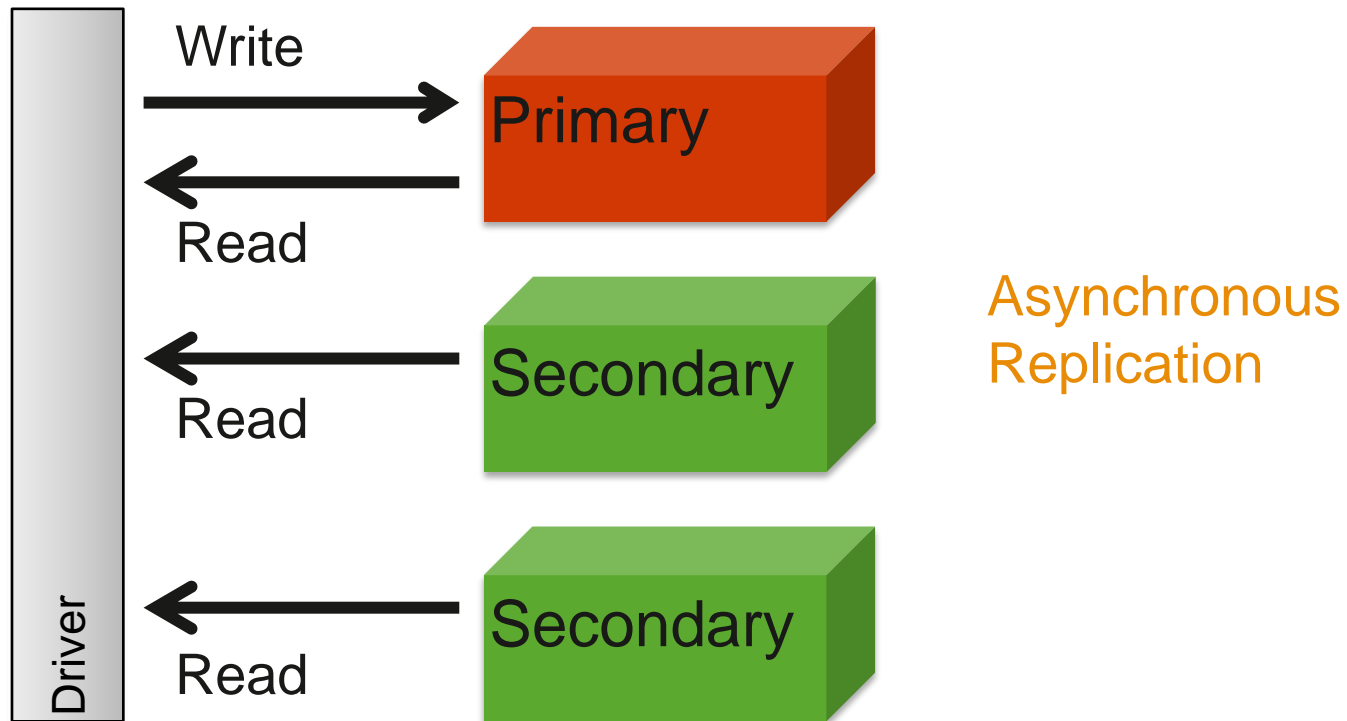 Write
Primary
Read
Secondary
Read
Asynchronous
Replication
Secondary
Read
Driver